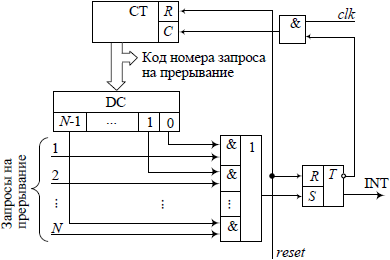 CT R & clk
C
Код номера запроса
на прерывание
DC
N-1 ... 1 0
Запросы на
прерывание
1 & 1
2 & R T INT
⋮ ⋮ S
N &
reset